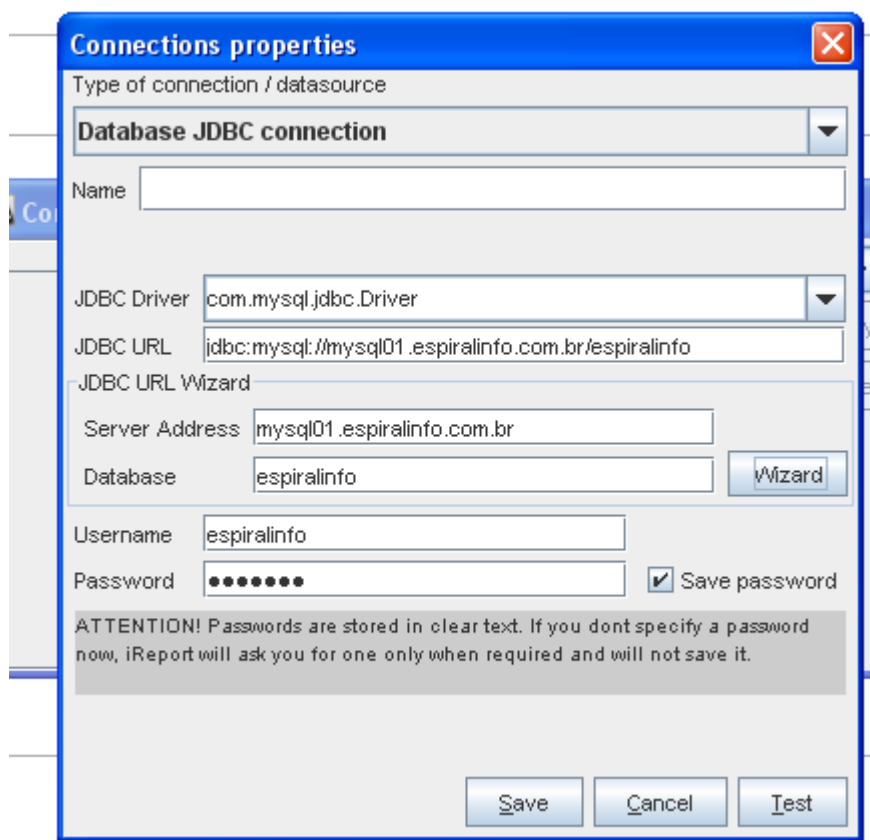 Connections properties
Type of connection / datasource
Database JDBC connection
Name
Co
JDBC Driver com.mysql.jdbc.Driver
JDBC URL jdbc:mysql://mysql01.espiralinfo.com.br/espiralinfo
JDBC URL Wizard
Server Address mysql01.espiralinfo.com.br
Database espiralinfo Wizard
Username espiralinfo
Password ●●●●●●● Save password
ATTENTION! Passwords are stored in clear text. If you dont specify a password
now, iReport will ask you for one only when required and will not save it.
Save Cancel Test